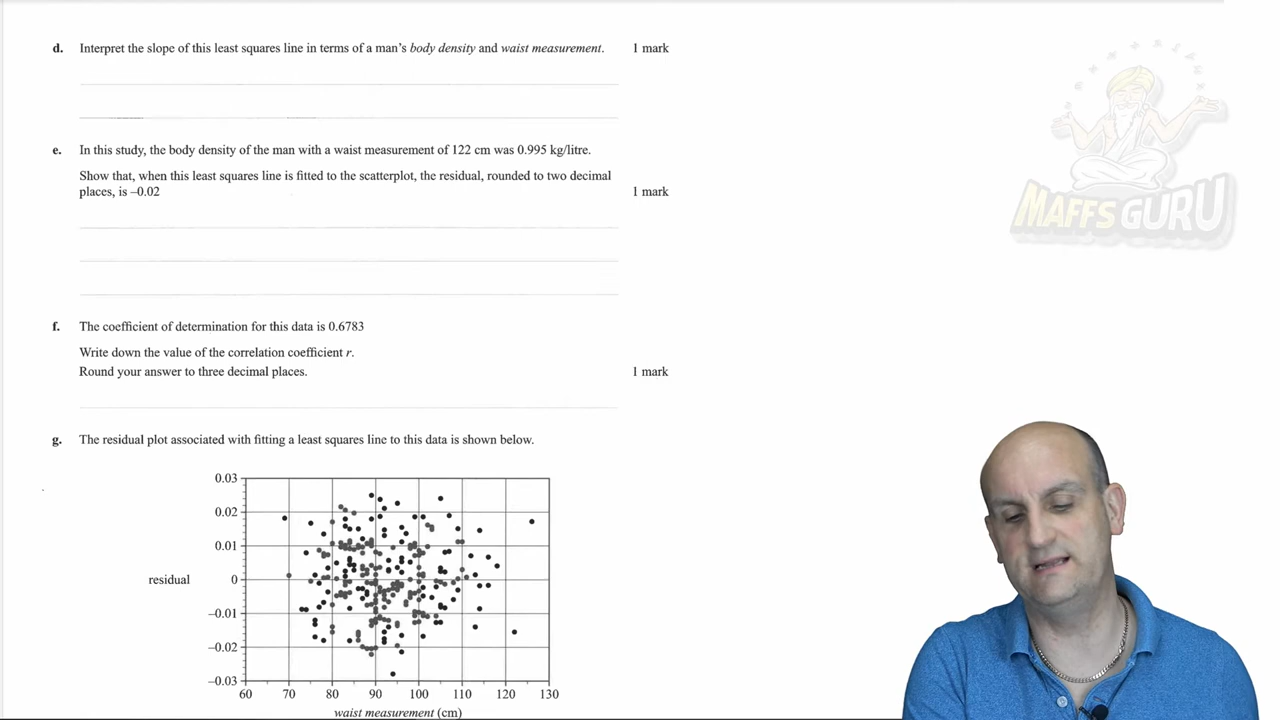 d. Interpret the slope of this least squares line in terms of a man's body density and waist measurement. 1 mark
e. In this study, the body density of the man with a waist measurement of 122 cm was 0.995 kg/litre.
Show that, when this least squares line is fitted to the scatterplot, the residual, rounded to two decimal
places, is –0.02 1 mark
f. The coefficient of determination for this data is 0.6783
Write down the value of the correlation coefficient r.
Round your answer to three decimal places. 1 mark
g. The residual plot associated with fitting a least squares line to this data is shown below.
0.03
0.02
0.01
residual 0
–0.01
–0.02
–0.03
60 70 80 90 100 110 120 130
waist measurement (cm)
MAFFS GURU